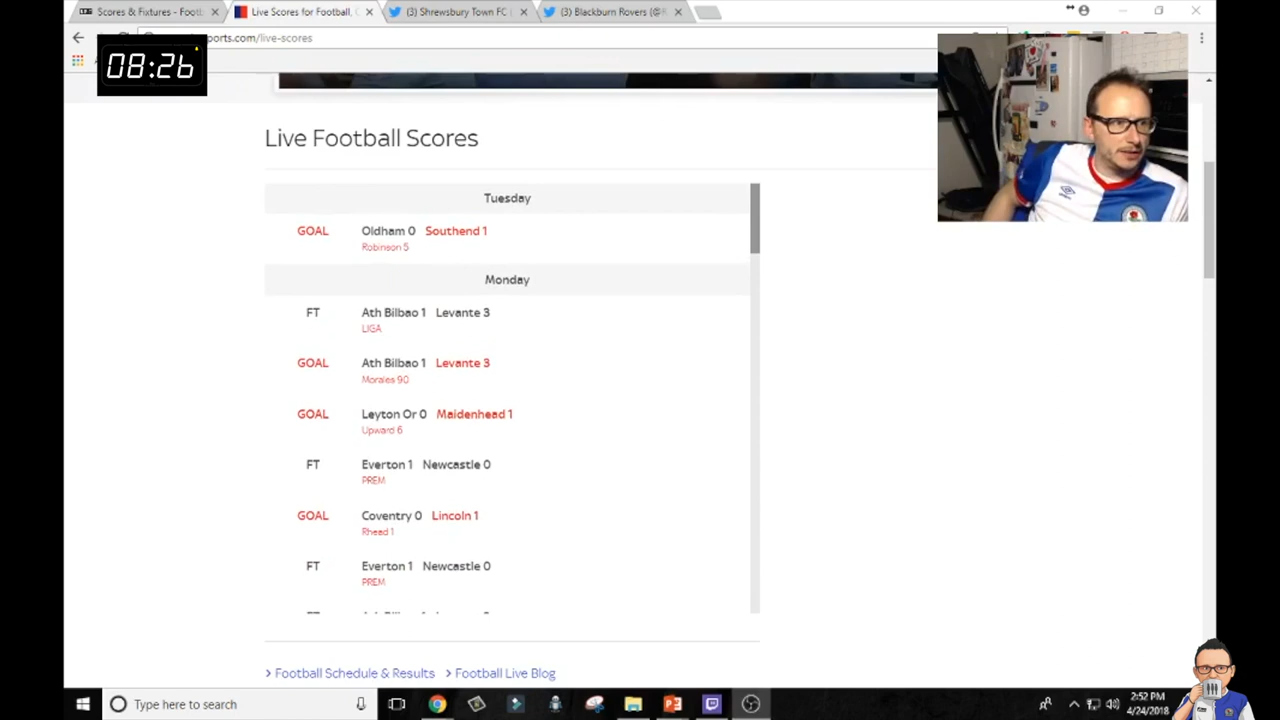 Scores & Fixtures - Footb
Live Scores for Football, C
(3) Shrewsbury Town FC (
(3) Blackburn Rovers (@R
08:26
ports.com/live-scores
Live Football Scores
Tuesday
GOAL Oldham 0 Southend 1
Robinson 5
Monday
FT Ath Bilbao 1 Levante 3
LIGA
GOAL Ath Bilbao 1 Levante 3
Morales 90
GOAL Leyton Or 0 Maidenhead 1
Upward 6
FT Everton 1 Newcastle 0
PREM
GOAL Coventry 0 Lincoln 1
Rhead 1
FT Everton 1 Newcastle 0
PREM
> Football Schedule & Results > Football Live Blog
Type here to search
2:52 PM
4/24/2018